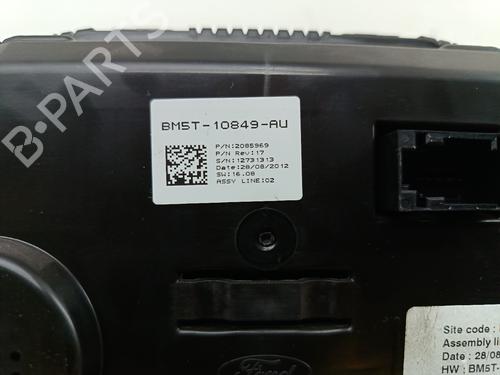 BM5T-10849-AU
P/N:2085969
P/N Rev:17
S/N:12731313
Date:28/08/2012
SW:16.08
ASSY LINE:02
Site code :
Assembly li
Date : 28/08
HW : BM5T-
Ford